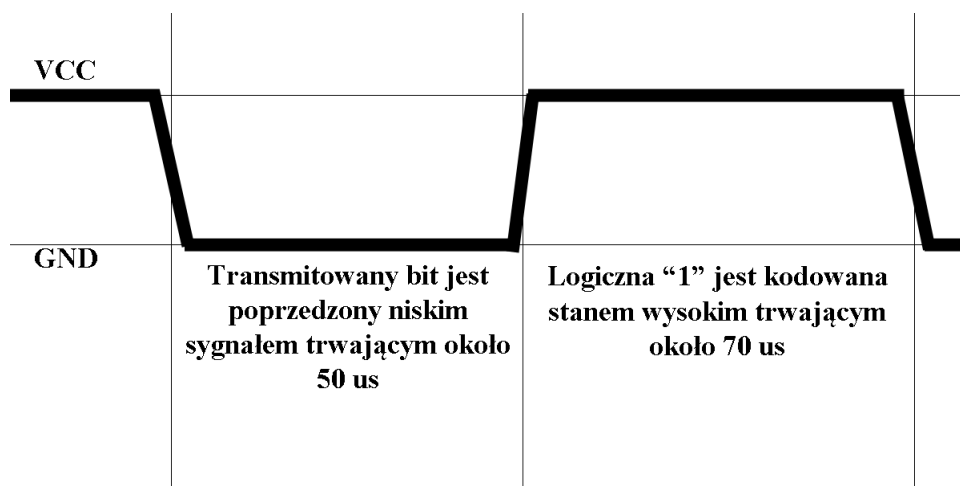 VCC
GND
Transmitowany bit jest
poprzedzony niskim
sygnałem trwającym około
50 us
Logiczna “1” jest kodowana
stanem wysokim trwającym
około 70 us